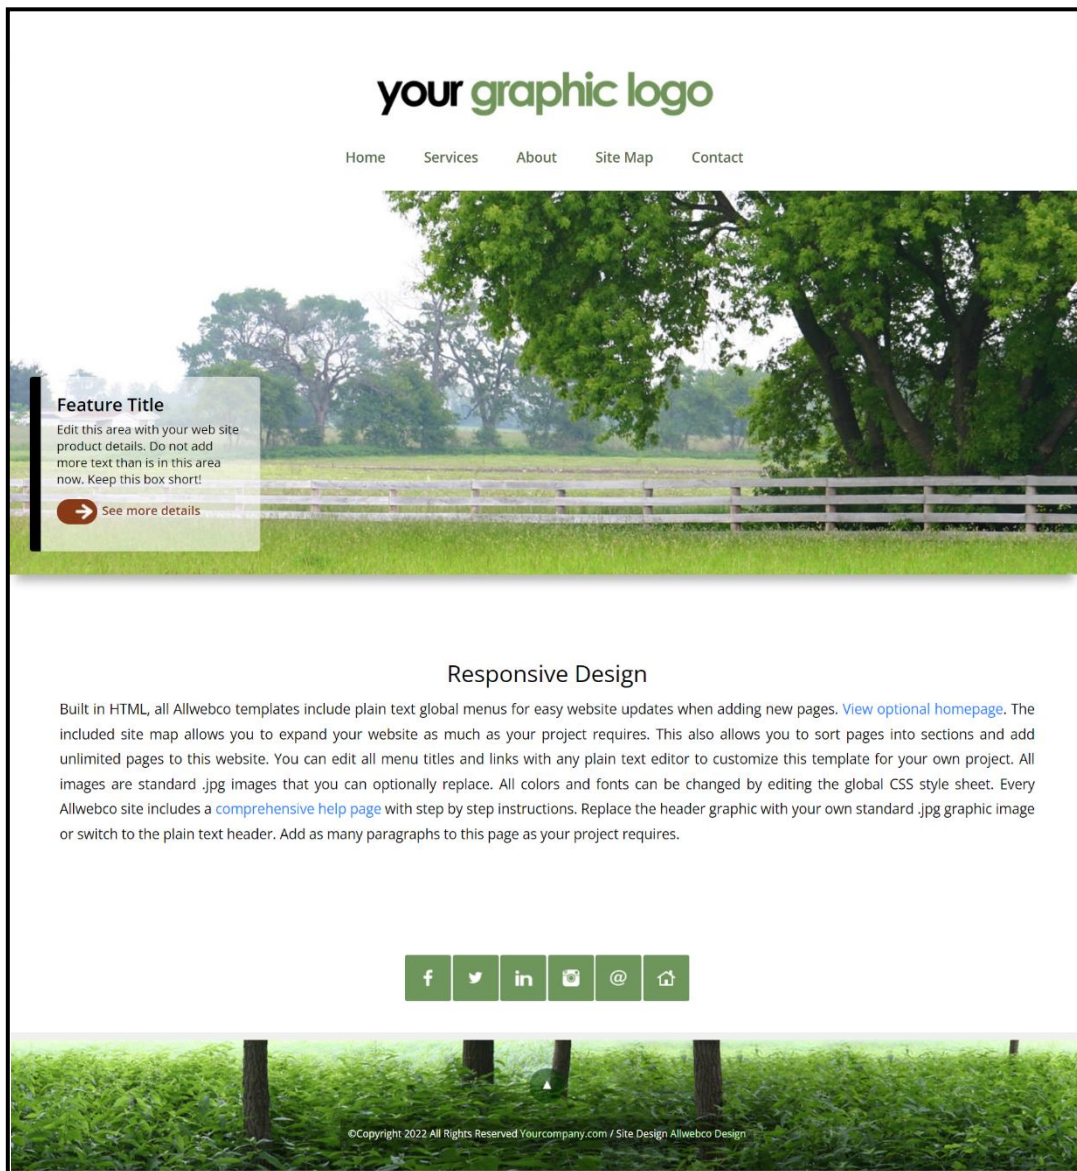 your graphic logo
Home Services About Site Map Contact
Feature Title
Edit this area with your web site
product details. Do not add
more text than is in this area
now. Keep this box short!
See more details
Responsive Design
Built in HTML, all Allwebco templates include plain text global menus for easy website updates when adding new pages. View optional homepage. The
included site map allows you to expand your website as much as your project requires. This also allows you to sort pages into sections and add
unlimited pages to this website. You can edit all menu titles and links with any plain text editor to customize this template for your own project. All
images are standard .jpg images that you can optionally replace. All colors and fonts can be changed by editing the global CSS style sheet. Every
Allwebco site includes a comprehensive help page with step by step instructions. Replace the header graphic with your own standard .jpg graphic image
or switch to the plain text header. Add as many paragraphs to this page as your project requires.
f in @
©Copyright 2022 All Rights Reserved Yourcompany.com / Site Design Allwebco Design